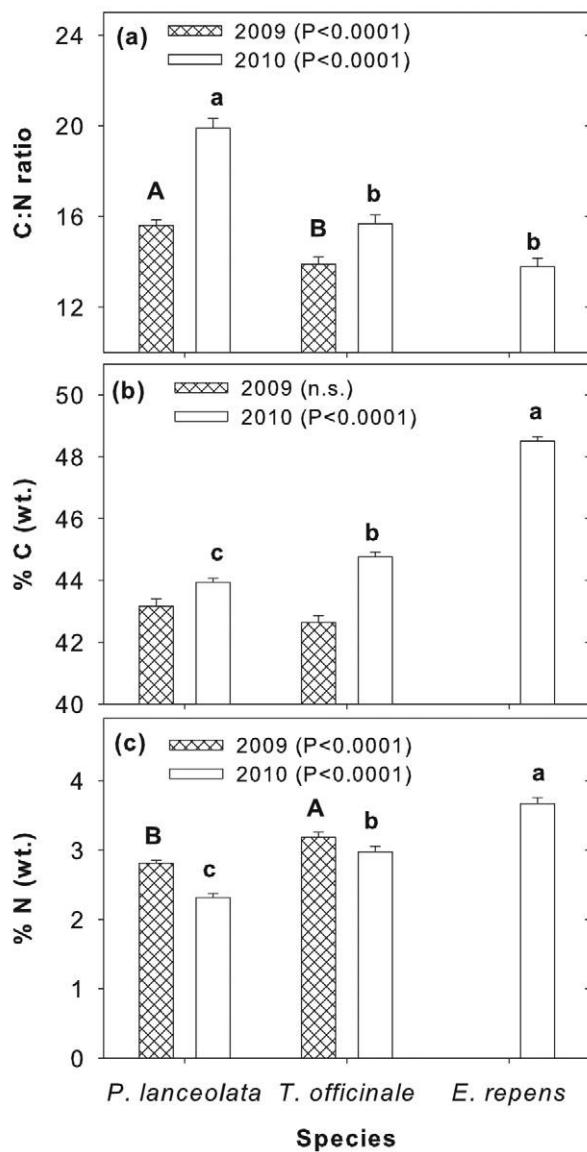 (a)
2009 (P<0.0001)
2010 (P<0.0001)
24
20
16
12
C:N ratio
A
a
B
b
b
(b)
2009 (n.s.)
2010 (P<0.0001)
50
48
46
44
42
40
% C (wt.)
c
b
a
(c)
2009 (P<0.0001)
2010 (P<0.0001)
4
3
2
1
0
% N (wt.)
B
c
A
b
a
P. lanceolata T. officinale E. repens
Species